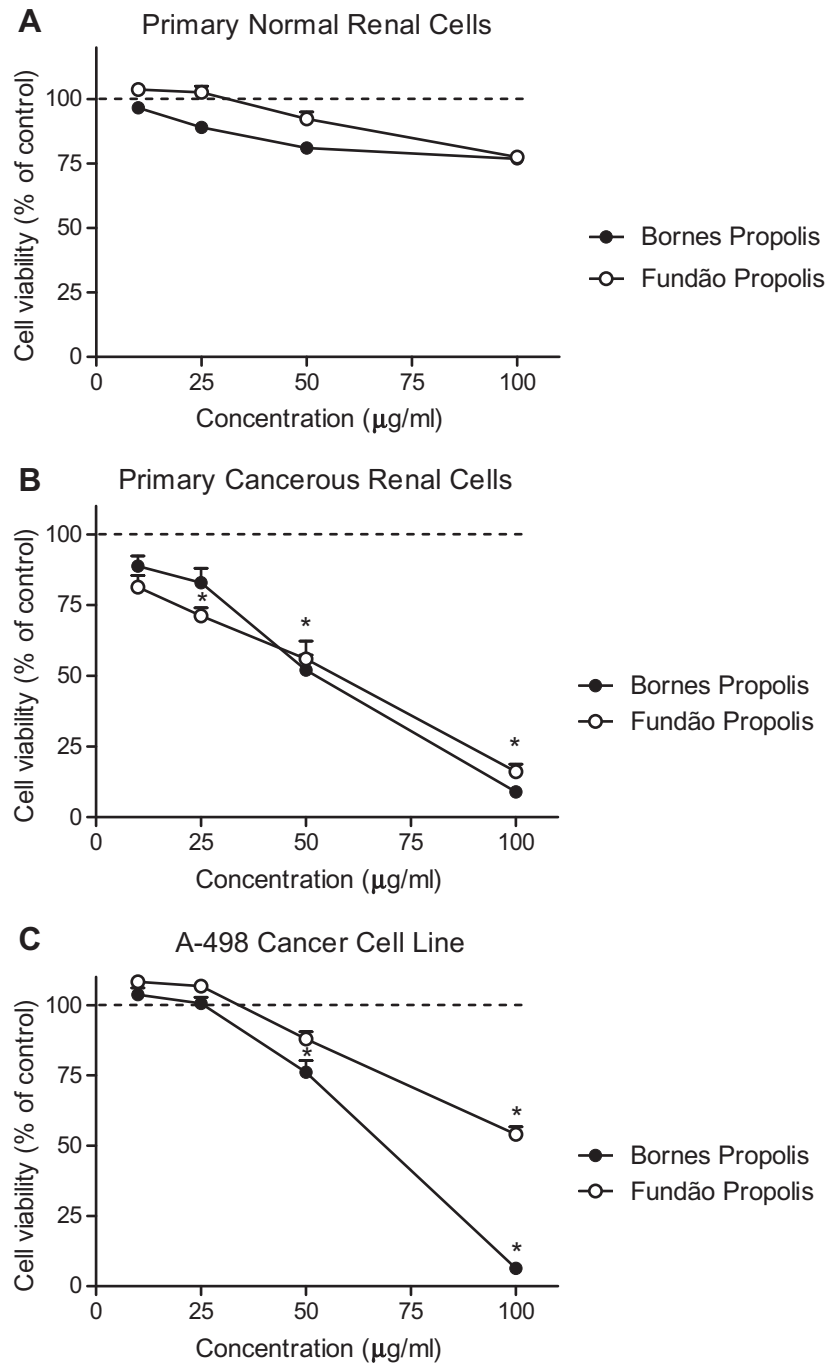 A
Primary Normal Renal Cells
Cell viability (% of control)
100
75
50
25
0
0 25 50 75 100
Concentration (µg/ml)
Bornes Propolis
Fundão Propolis
B
Primary Cancerous Renal Cells
Cell viability (% of control)
100
75
50
25
0
*
*
*
0 25 50 75 100
Concentration (µg/ml)
Bornes Propolis
Fundão Propolis
C
A-498 Cancer Cell Line
Cell viability (% of control)
100
75
50
25
0
*
*
*
0 25 50 75 100
Concentration (µg/ml)
Bornes Propolis
Fundão Propolis